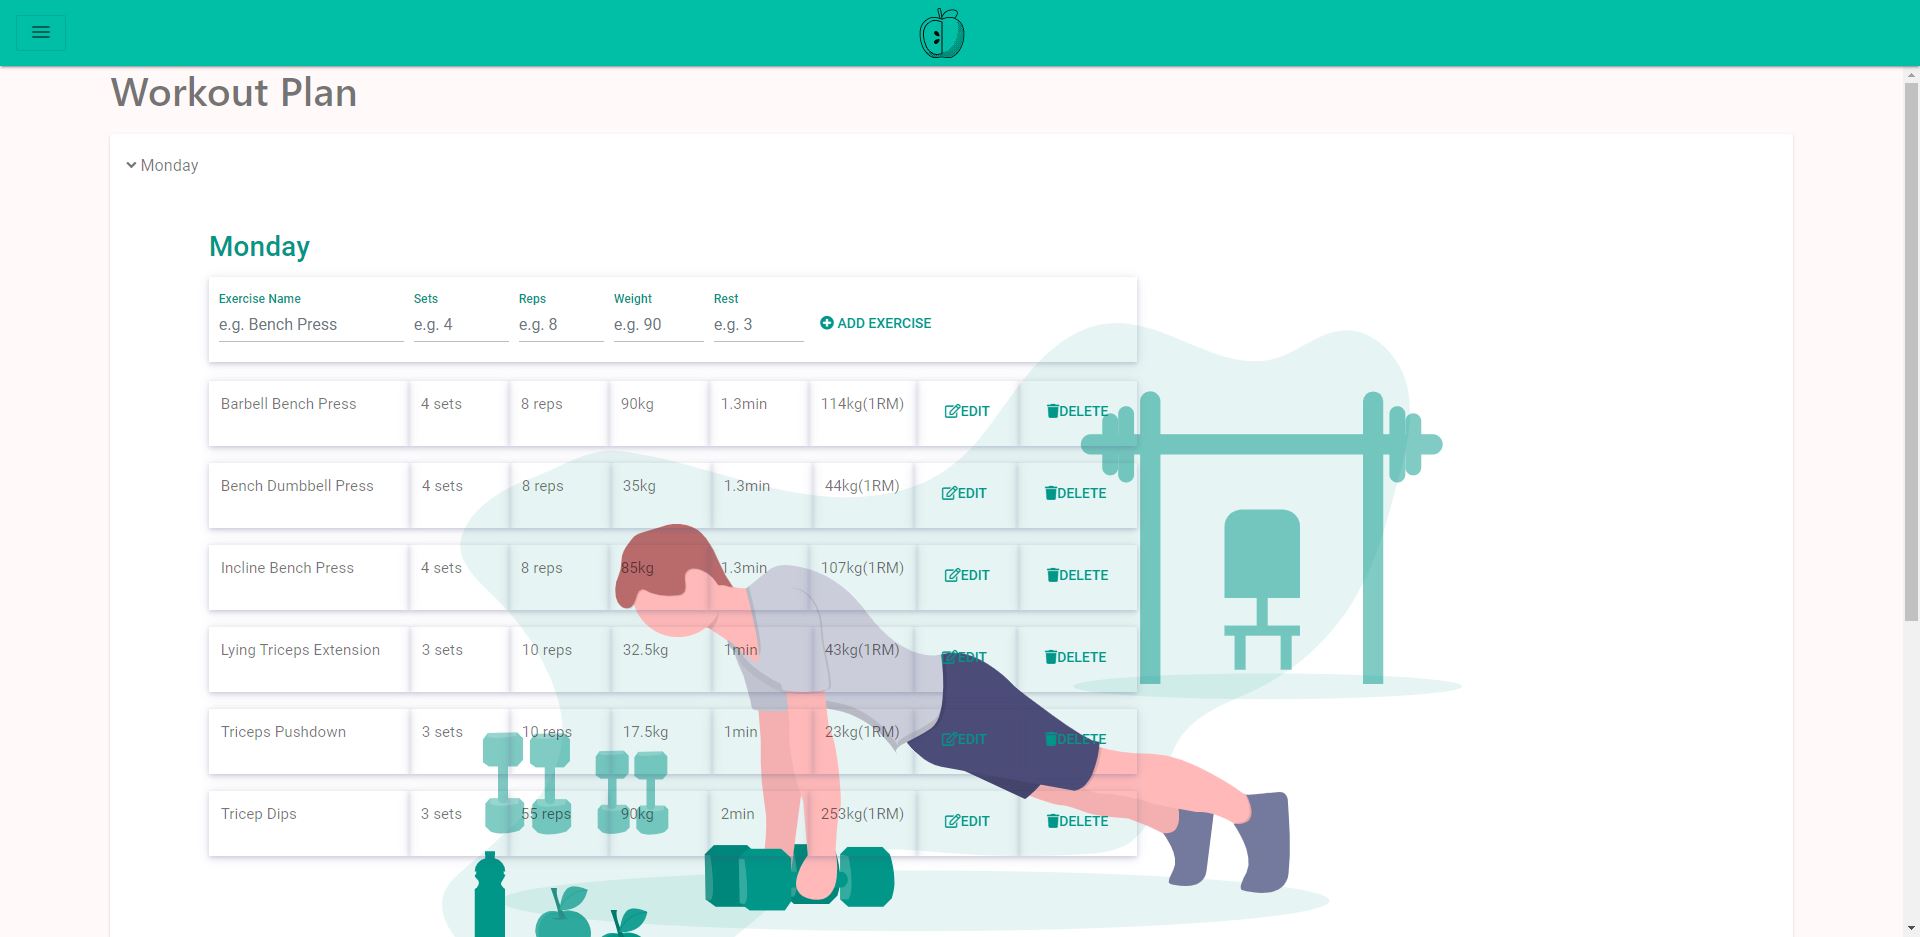 Workout Plan
Monday
Monday
Exercise Name Sets Reps Weight Rest
e.g. Bench Press e.g. 4 e.g. 8 e.g. 90 e.g. 3 ADD EXERCISE
Barbell Bench Press 4 sets 8 reps 90kg 1.3min 114kg(1RM) EDIT DELETE
Bench Dumbbell Press 4 sets 8 reps 35kg 1.3min 44kg(1RM) EDIT DELETE
Incline Bench Press 4 sets 8 reps 85kg 1.3min 107kg(1RM) EDIT DELETE
Lying Triceps Extension 3 sets 10 reps 32.5kg 1min 43kg(1RM) EDIT DELETE
Triceps Pushdown 3 sets 10 reps 17.5kg 1min 23kg(1RM) EDIT DELETE
Tricep Dips 3 sets 55 reps 90kg 2min 253kg(1RM) EDIT DELETE